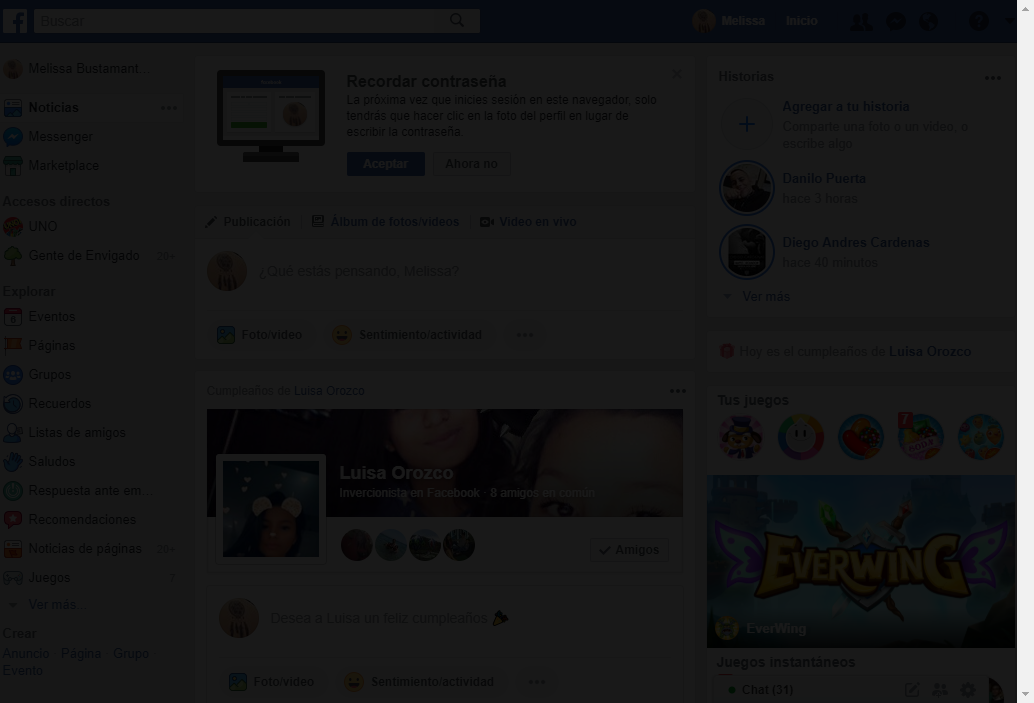 Buscar
Melissa
Inicio
Melissa Bustamant...
Noticias
Messenger
Marketplace
Accesos directos
UNO
Gente de Envigado 20+
Explorar
Eventos
Páginas
Grupos
Recuerdos
Listas de amigos
Saludos
Respuesta ante em...
Recomendaciones
Noticias de páginas 20+
Juegos 7
Ver más...
Crear
Anuncio Página Grupo
Evento
Recordar contraseña
La próxima vez que inicies sesión en este navegador, solo
tendrás que hacer clic en la foto del perfil en lugar de
escribir la contraseña.
Aceptar
Ahora no
Publicación
Álbum de fotos/videos
Video en vivo
¿Qué estás pensando, Melissa?
Foto/video
Sentimiento/actividad
Cumpleaños de Luisa Orozco
Luisa Orozco
Invercionista en Facebook · 8 amigos en común
Amigos
Desea a Luisa un feliz cumpleaños
Foto/video
Sentimiento/actividad
Historias
Agregar a tu historia
Comparte una foto o un video, o
escribe algo
Danilo Puerta
hace 3 horas
Diego Andres Cardenas
hace 46 minutos
Ver más
Hoy es el cumpleaños de Luisa Orozco
Tus juegos
7
EVERWING
EverWing
Juegos instantáneos
Chat (31)